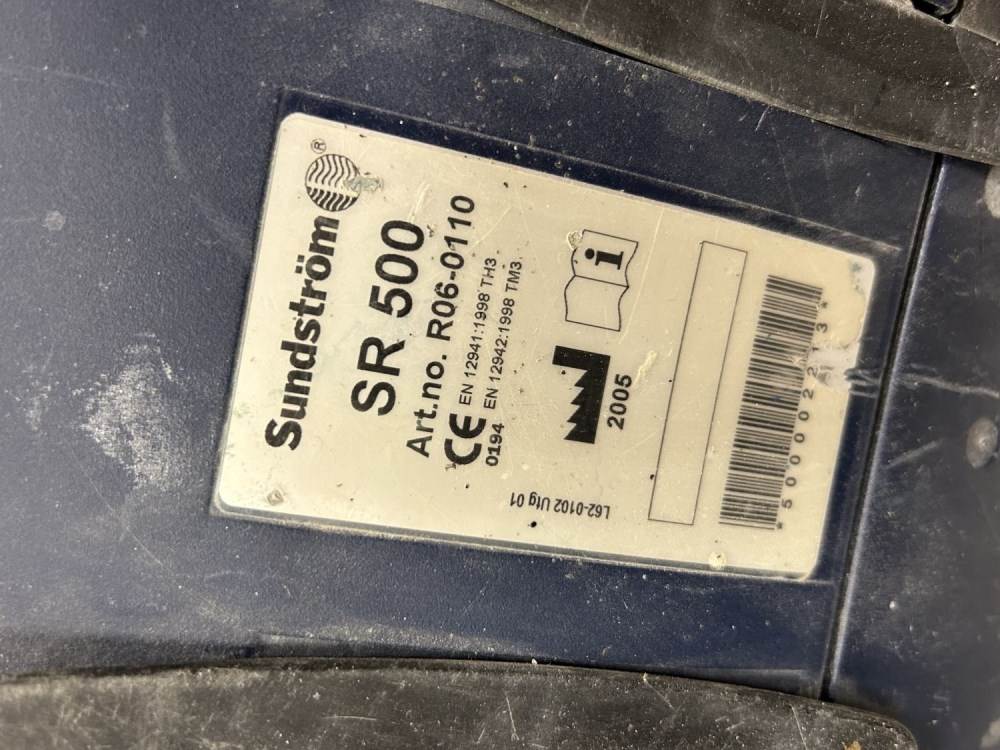 Sundström ®
SR 500
Art.no. R06-0110
CE EN 12941:1998 TH3
0194 EN 12942:1998 TM3
i
2005
L62-0102 Utg 01